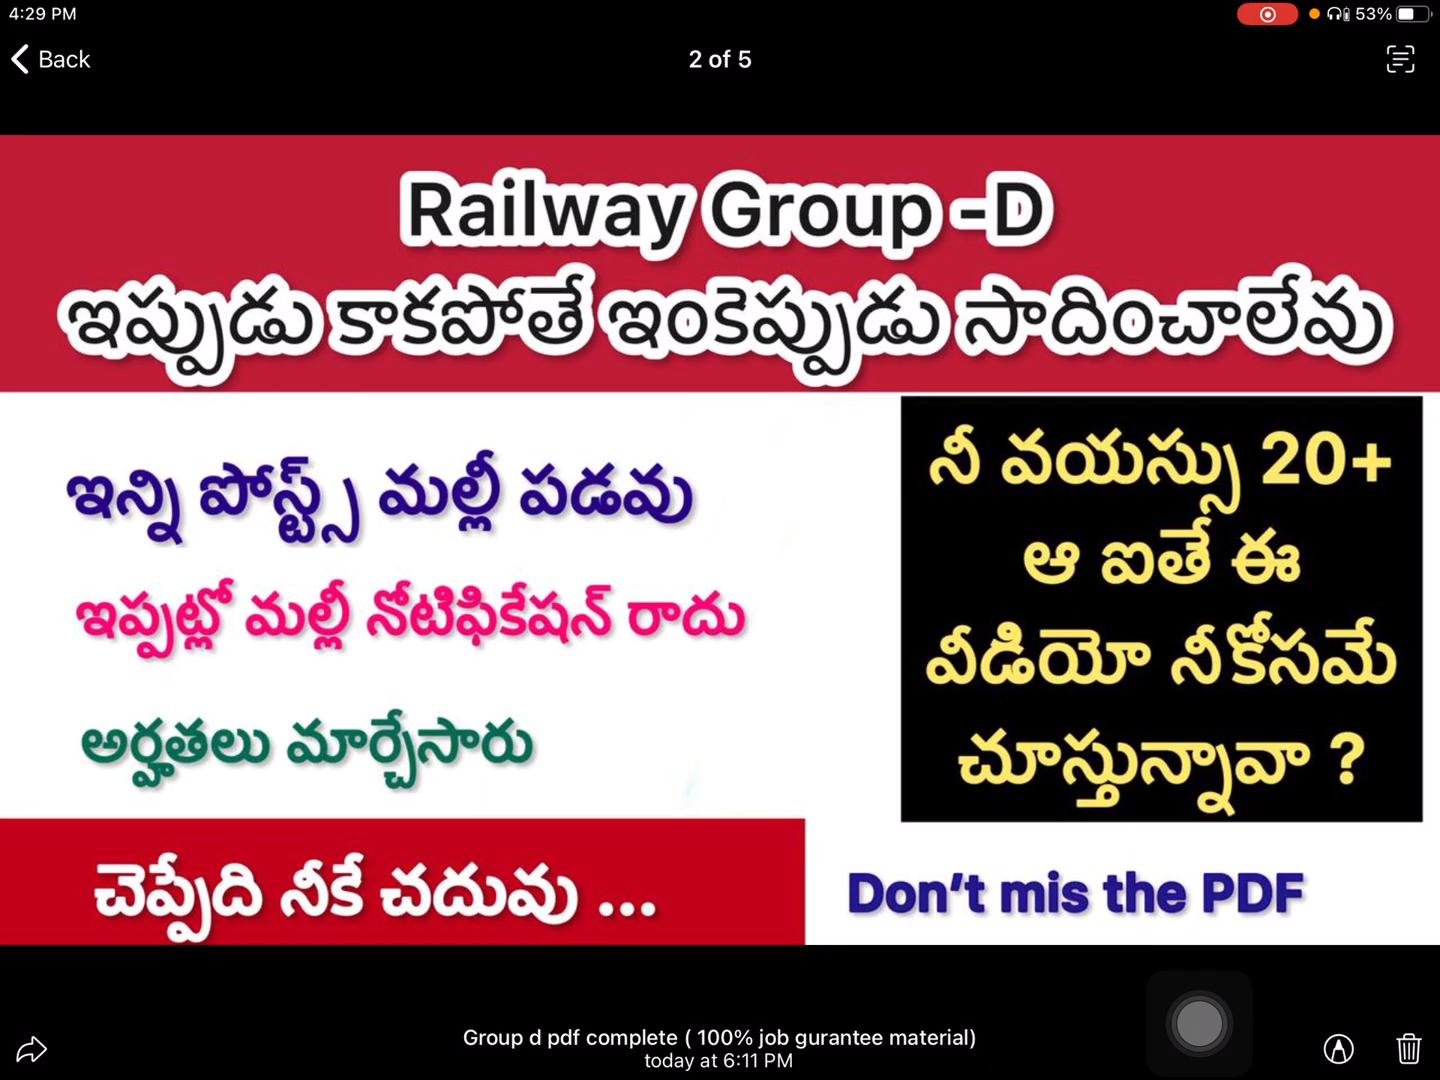 4:29 PM
53%
Back
2 of 5
Railway Group -D
ఇప్పుడు కాకపోతే ఇంకెప్పుడు సాదించాలేవు
ఇన్ని పోస్ట్స్ మల్లీ పడవు
ఇప్పట్లో మల్లీ నోటిఫికేషన్ రాదు
అర్హతలు మార్చేసారు
చెప్పేది నీకే చదువు ...
నీ వయస్సు 20+
ఆ ఐతే ఈ
వీడియో నీకోసమే
చూస్తున్నావా ?
Don't mis the PDF
Group d pdf complete ( 100% job gurantee material)
today at 6:11 PM